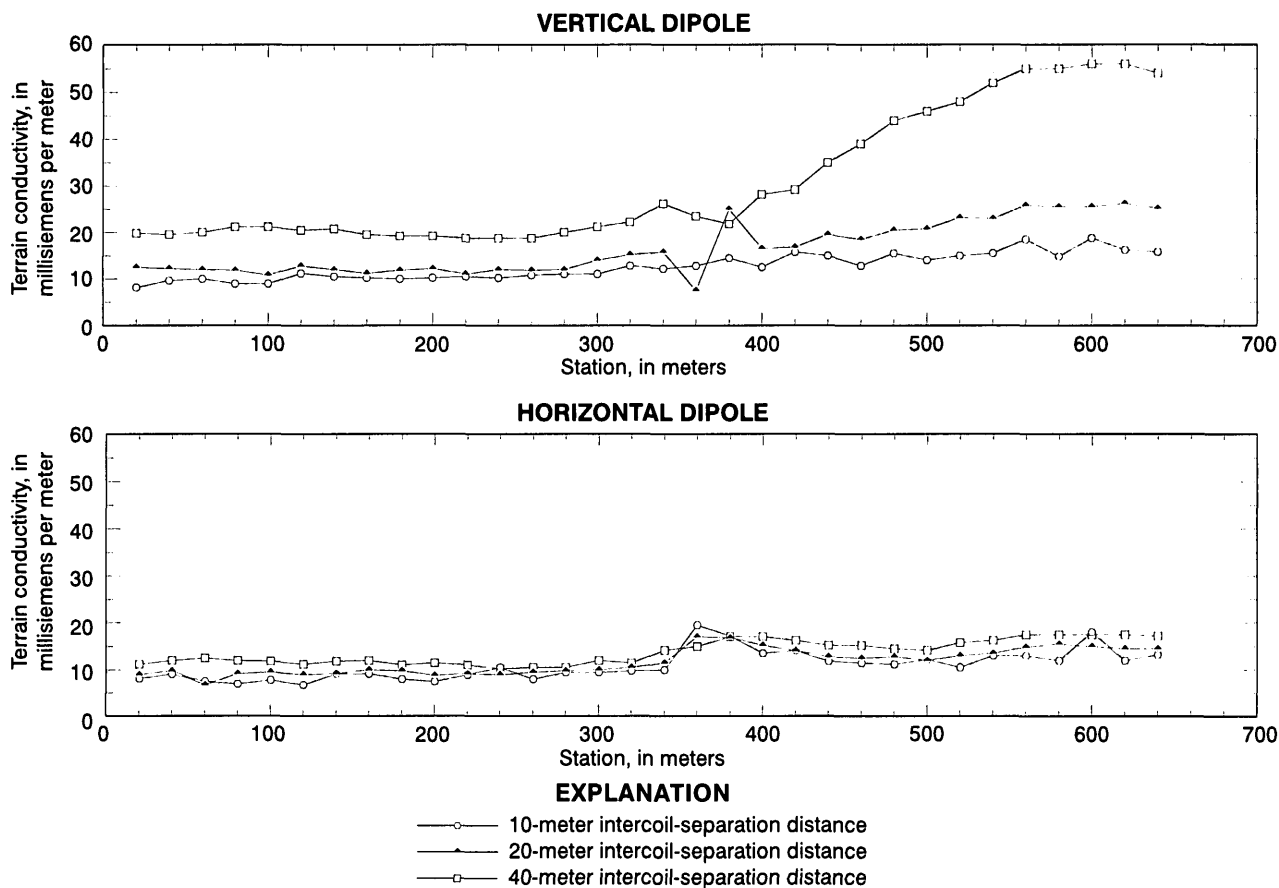 VERTICAL DIPOLE
Terrain conductivity, in
millisiemens per meter
60
50
40
30
20
10
0
0 100 200 300 400 500 600 700
Station, in meters
HORIZONTAL DIPOLE
Terrain conductivity, in
millisiemens per meter
60
50
40
30
20
10
0
0 100 200 300 400 500 600 700
Station, in meters
EXPLANATION
10-meter intercoil-separation distance
20-meter intercoil-separation distance
40-meter intercoil-separation distance